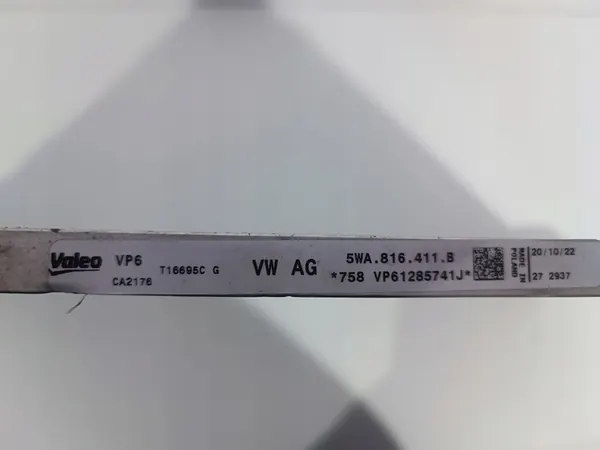 Valeo VP6 T16695C G VW AG 5WA.816.411.B MADE IN POLAND 20/10/22
CA2176 *758 VP61285741J* 27 2937